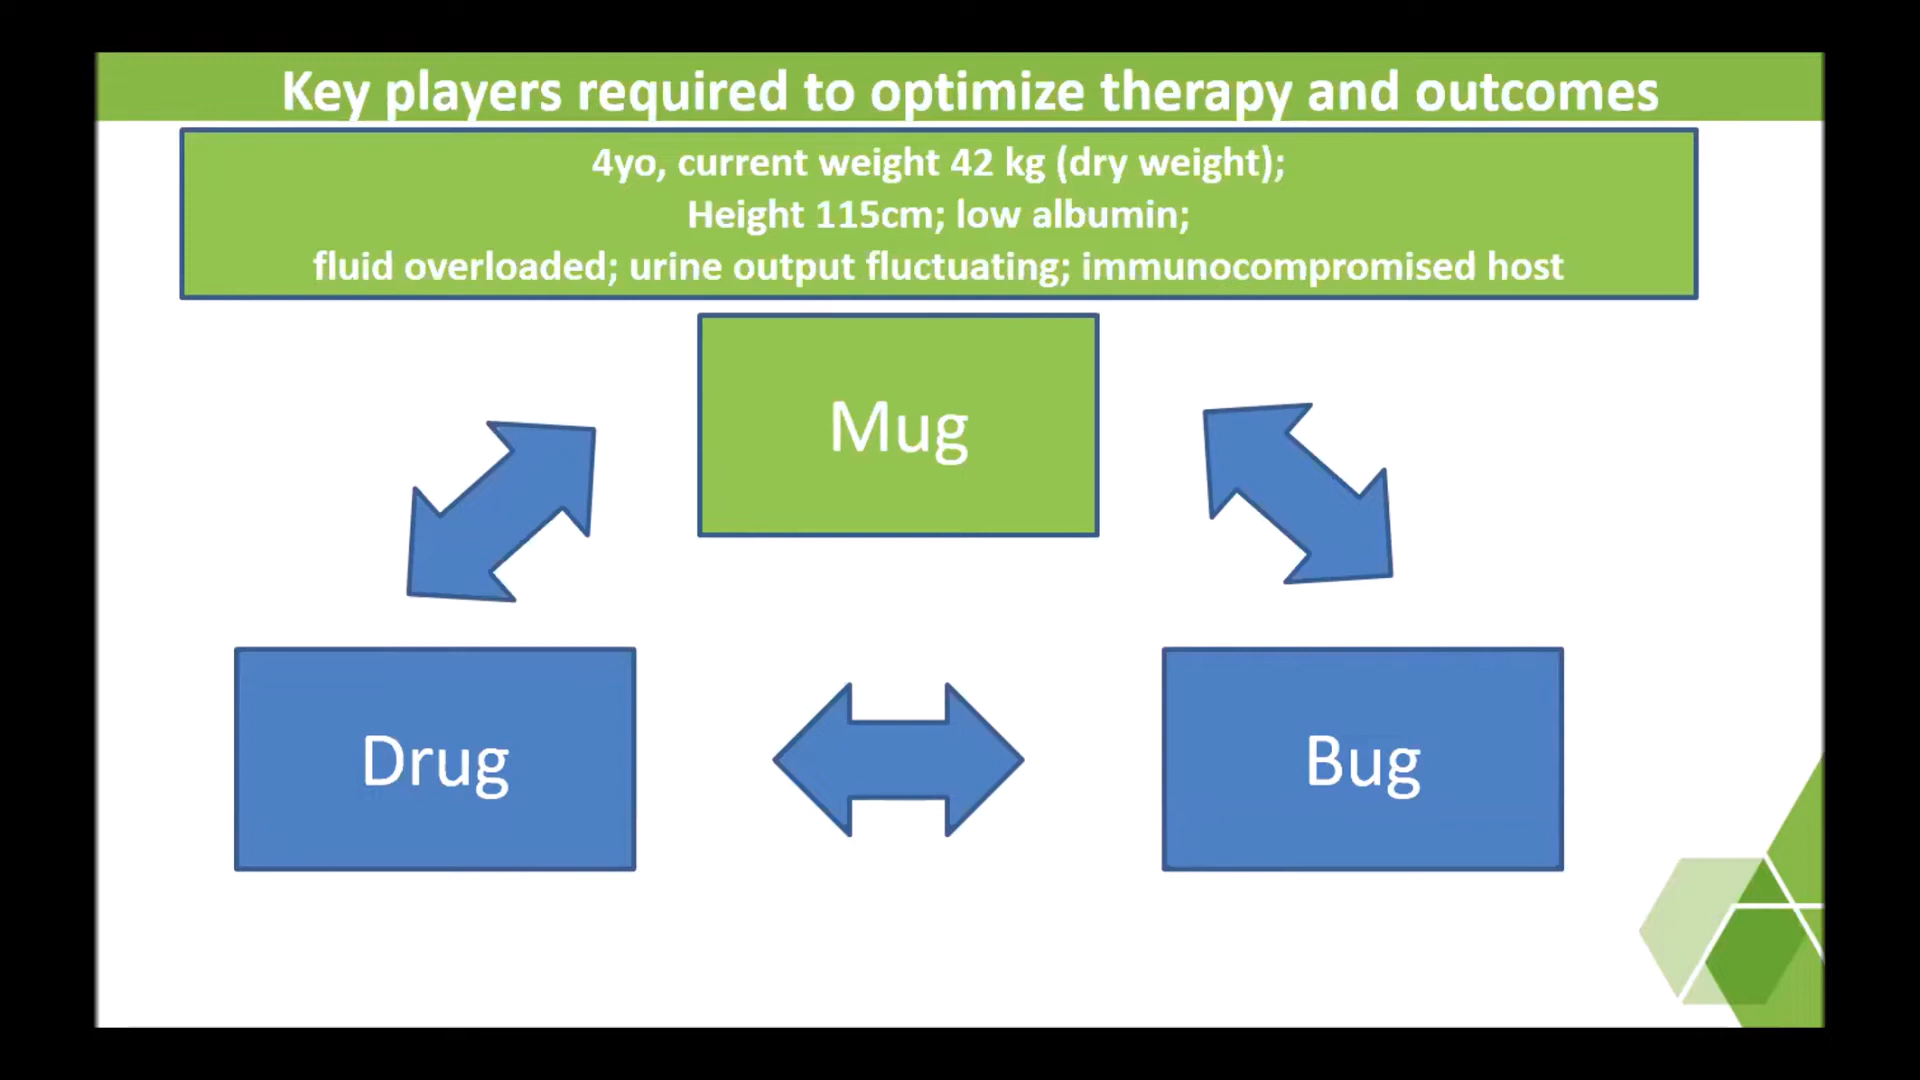 Key players required to optimize therapy and outcomes
4yo, current weight 42 kg (dry weight);
Height 115cm; low albumin;
fluid overloaded; urine output fluctuating; immunocompromised host
Mug
Drug
Bug